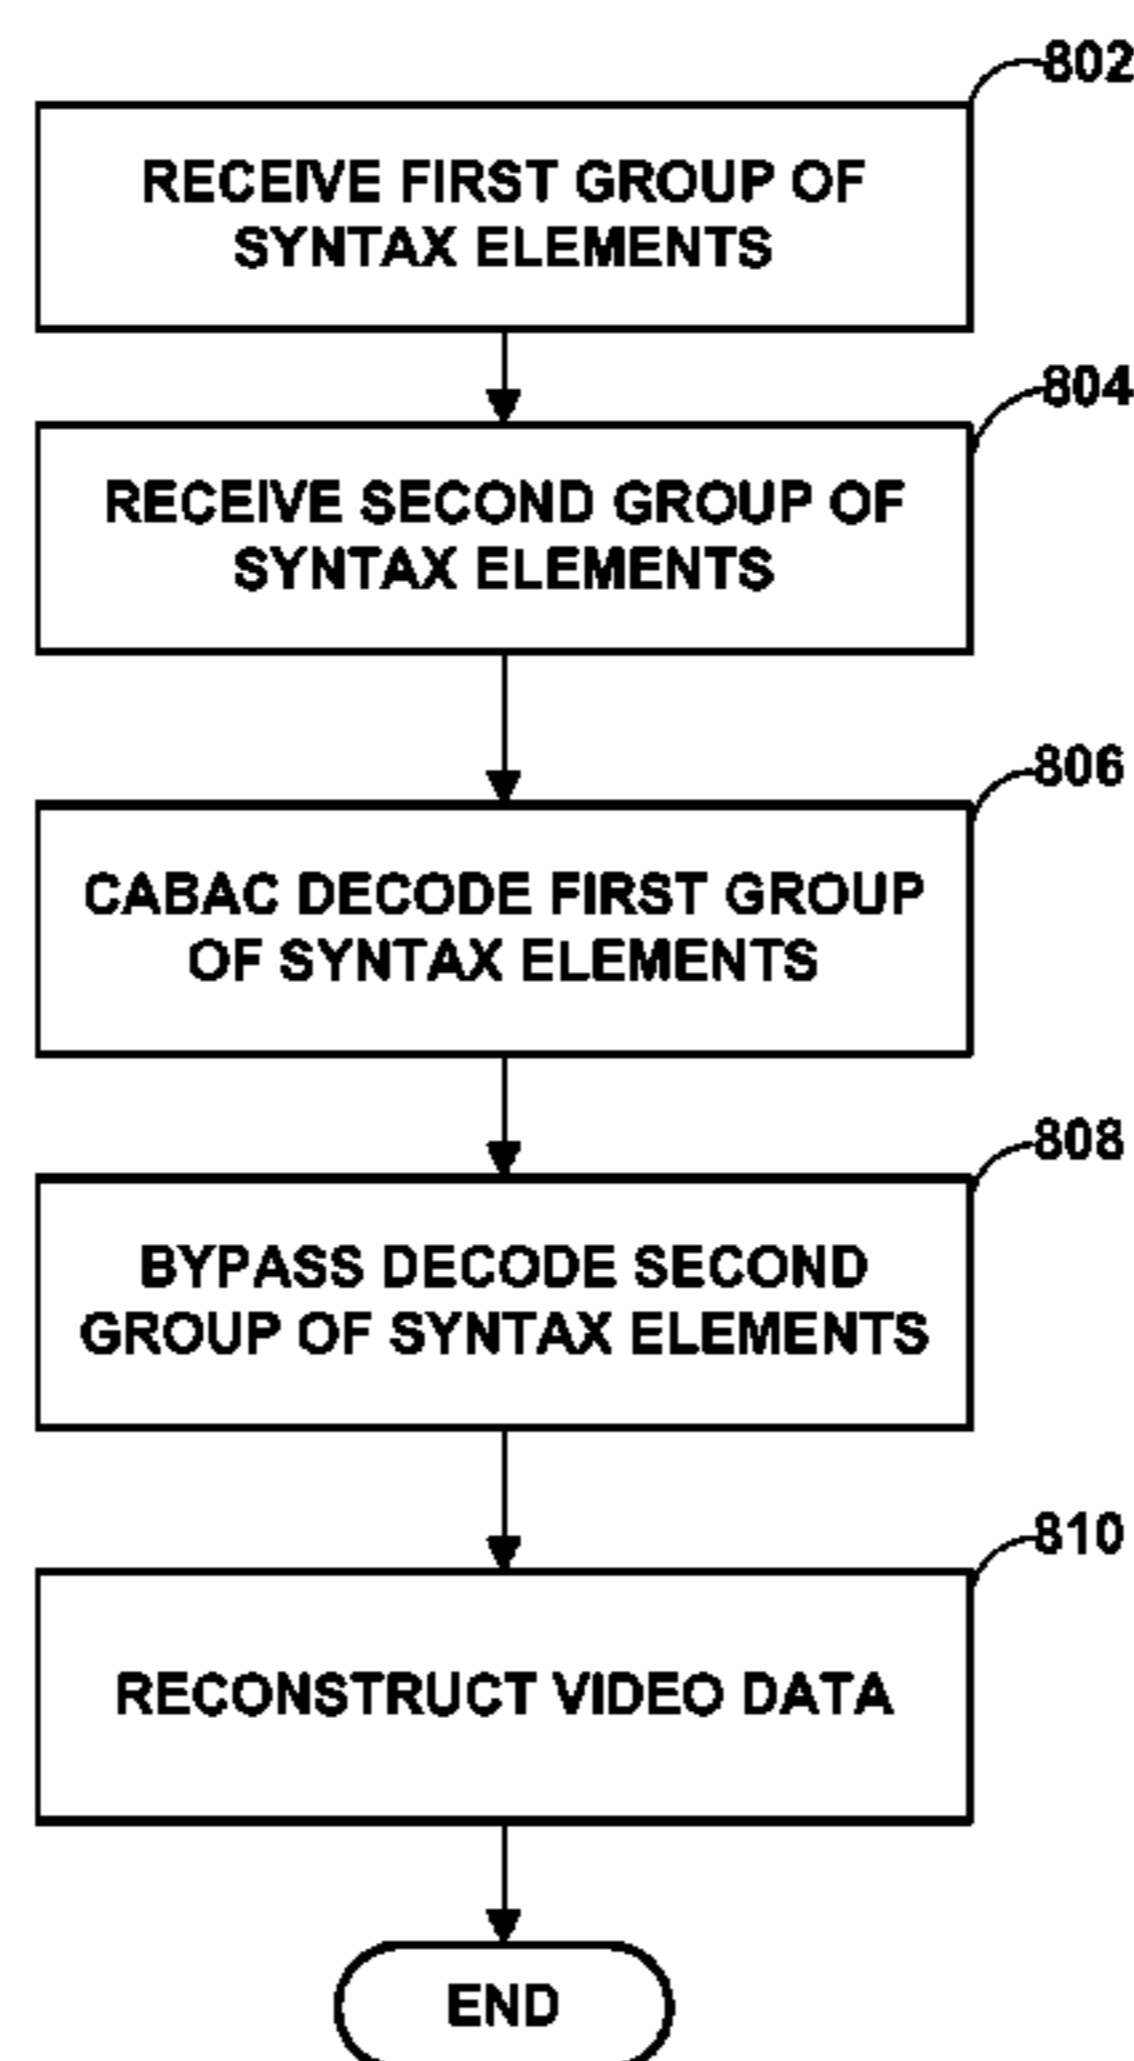 802
RECEIVE FIRST GROUP OF
SYNTAX ELEMENTS
804
RECEIVE SECOND GROUP OF
SYNTAX ELEMENTS
806
CABAC DECODE FIRST GROUP
OF SYNTAX ELEMENTS
808
BYPASS DECODE SECOND
GROUP OF SYNTAX ELEMENTS
810
RECONSTRUCT VIDEO DATA
END